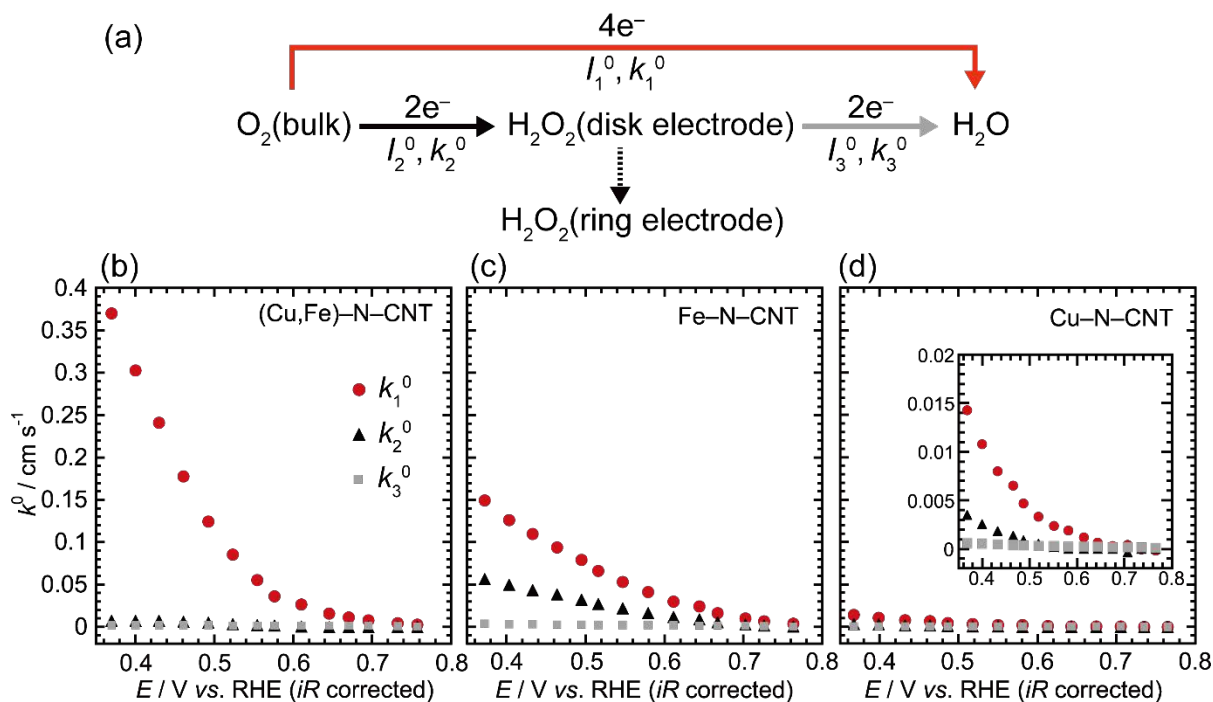 (a)
4e⁻
I₁⁰, k₁⁰
O₂(bulk) 2e⁻ H₂O₂(disk electrode) 2e⁻ H₂O
I₂⁰, k₂⁰ I₃⁰, k₃⁰
H₂O₂(ring electrode)
(b) (c) (d)
(Cu,Fe)–N–CNT
k₁⁰
k₂⁰
k₃⁰
k⁰ / cm s⁻¹
0.4
0.35
0.3
0.25
0.2
0.15
0.1
0.05
0
0.4 0.5 0.6 0.7 0.8
E / V vs. RHE (iR corrected)
Fe–N–CNT
0.4 0.5 0.6 0.7 0.8
E / V vs. RHE (iR corrected)
Cu–N–CNT
0.02
0.015
0.01
0.005
0
0.4 0.5 0.6 0.7 0.8
0.4 0.5 0.6 0.7 0.8
E / V vs. RHE (iR corrected)